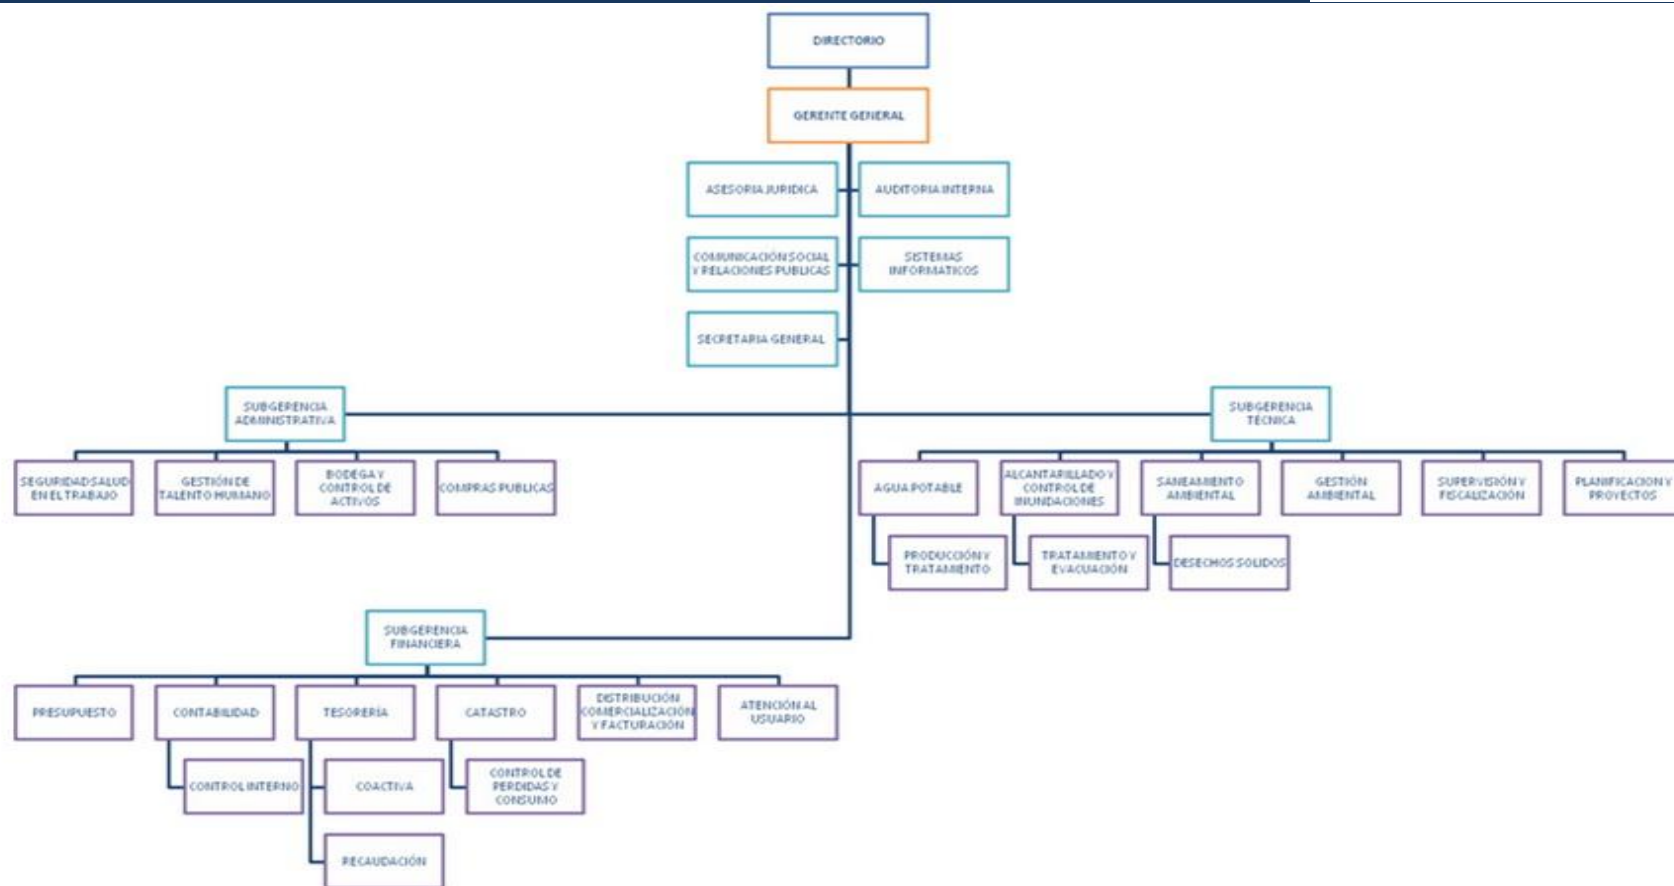 DIRECTORIO
GERENTE GENERAL
ASESORIA JURIDICA
AUDITORIA INTERNA
COMUNICACIÓN SOCIAL
Y RELACIONES PUBLICAS
SISTEMAS
INFORMATICOS
SECRETARIA GENERAL
SUBGERENCIA
ADMINISTRATIVA
SUBGERENCIA
TÉCNICA
SEGURIDAD SALUD
EN EL TRABAJO
GESTIÓN DE
TALENTO HUMANO
BODEGA Y
CONTROL DE
ACTIVOS
COMPRAS PUBLICAS
AGUA POTABLE
ALCANTARILLADO Y
CONTROL DE
INUNDACIONES
SANEAMIENTO
AMBIENTAL
GESTIÓN
AMBIENTAL
SUPERVISIÓN Y
FISCALIZACIÓN
PLANIFICACION Y
PROYECTOS
PRODUCCIÓN Y
TRATAMIENTO
TRATAMIENTO Y
EVACUACIÓN
DESECHOS SOLIDOS
SUBGERENCIA
FINANCIERA
PRESUPUESTO
CONTABILIDAD
TESORERÍA
CATASTRO
DISTRIBUCIÓN
COMERCIALIZACIÓN
Y FACTURACIÓN
ATENCIÓN AL
USUARIO
CONTROL INTERNO
COACTIVA
CONTROL DE
PERDIDAS Y
CONSUMO
RECAUDACIÓN